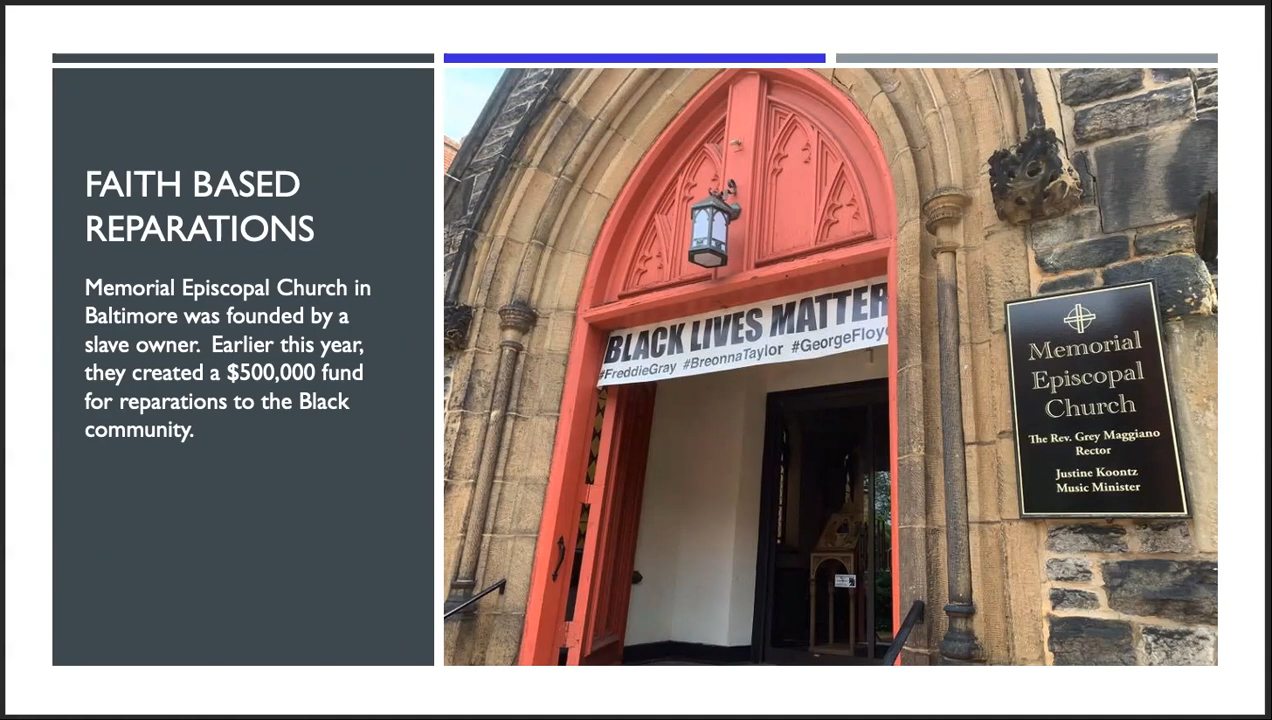 FAITH BASED
REPARATIONS
Memorial Episcopal Church in
Baltimore was founded by a
slave owner.  Earlier this year,
they created a $500,000 fund
for reparations to the Black
community.
BLACK LIVES MATTER
#FreddieGray #BreonnaTaylor #GeorgeFloy
Memorial
Episcopal
Church
The Rev. Grey Maggiano
Rector
Justine Koontz
Music Minister